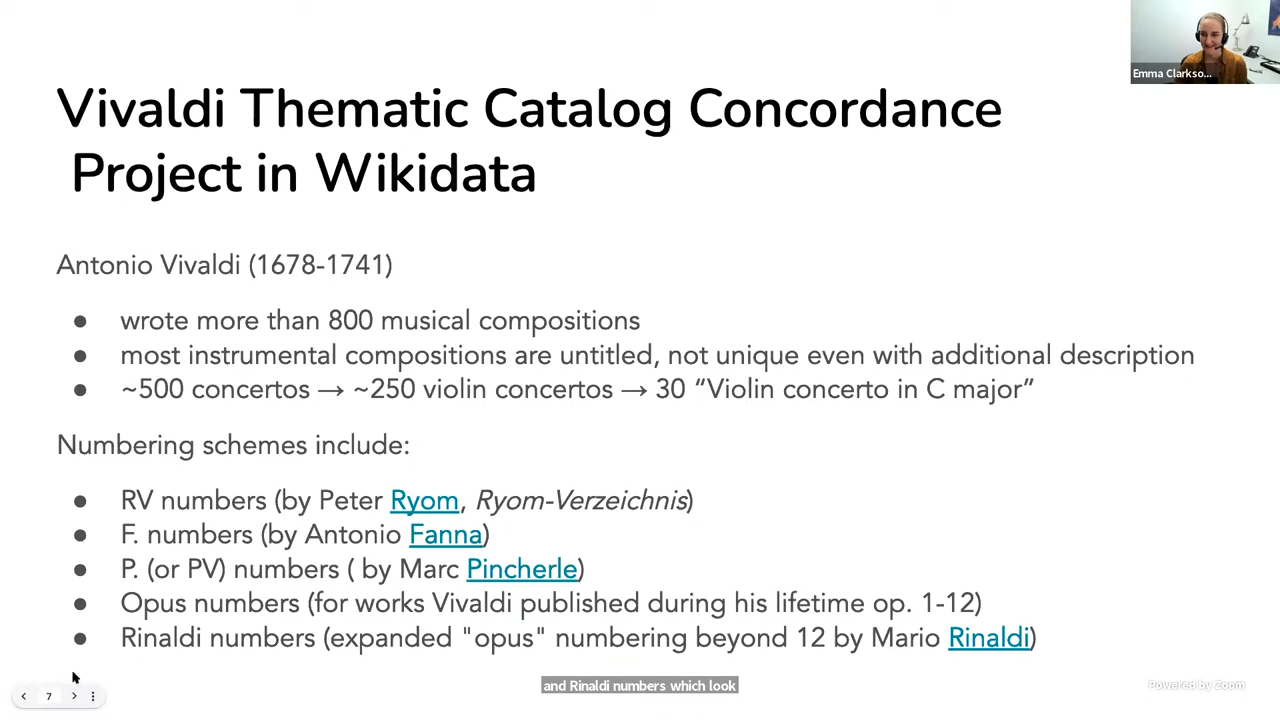 Emma Clarkso...
Vivaldi Thematic Catalog Concordance
Project in Wikidata
Antonio Vivaldi (1678-1741)
● wrote more than 800 musical compositions
● most instrumental compositions are untitled, not unique even with additional description
● ~500 concertos → ~250 violin concertos → 30 “Violin concerto in C major”
Numbering schemes include:
● RV numbers (by Peter Ryom, Ryom-Verzeichnis)
● F. numbers (by Antonio Fanna)
● P. (or PV) numbers ( by Marc Pincherle)
● Opus numbers (for works Vivaldi published during his lifetime op. 1-12)
● Rinaldi numbers (expanded "opus" numbering beyond 12 by Mario Rinaldi)
7
and Rinaldi numbers which look
Powered by Zoom